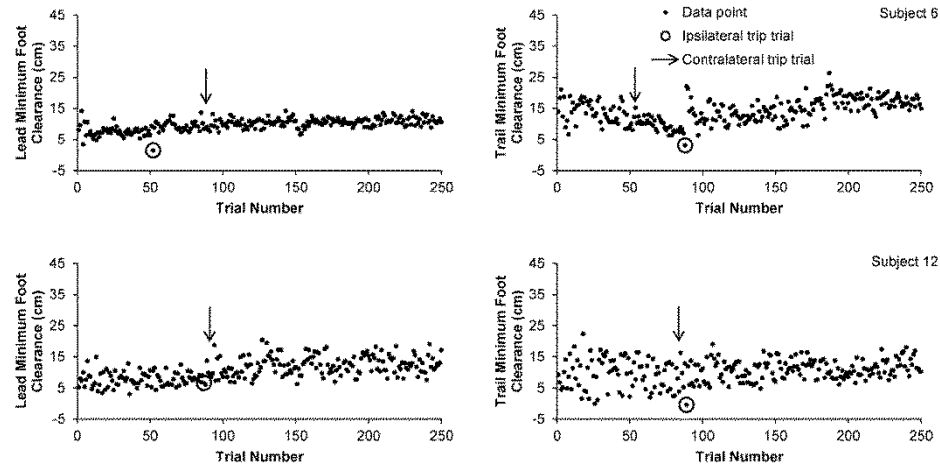 Data point
Subject 6
Ipsilateral trip trial
Contralateral trip trial
Lead Minimum Foot
Clearance (cm)
45
35
25
15
5
-5
0
50
100
150
200
250
Trial Number
Trail Minimum Foot
Clearance (cm)
45
35
25
15
5
-5
0
50
100
150
200
250
Trial Number
Subject 12
Lead Minimum Foot
Clearance (cm)
45
35
25
15
5
-5
0
50
100
150
200
250
Trial Number
Trail Minimum Foot
Clearance (cm)
45
35
25
15
5
-5
0
50
100
150
200
250
Trial Number